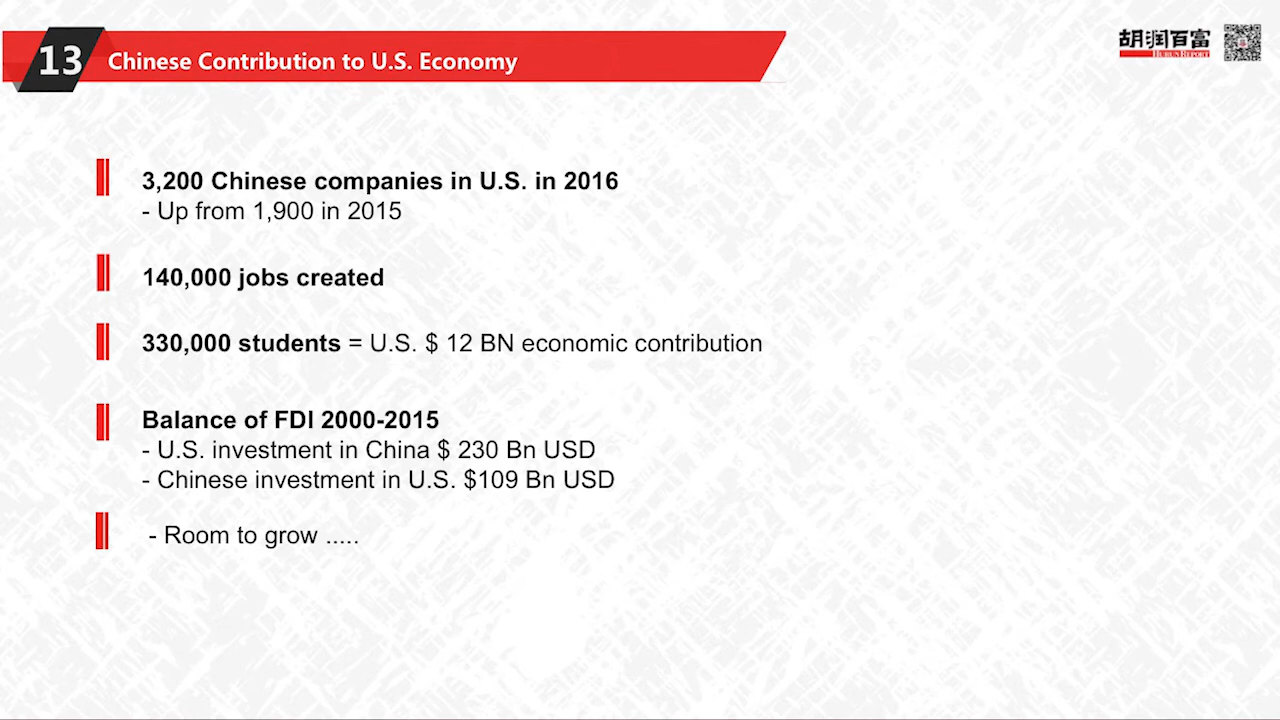 13
Chinese Contribution to U.S. Economy
胡润百富
HURUN REPORT
3,200 Chinese companies in U.S. in 2016
- Up from 1,900 in 2015
140,000 jobs created
330,000 students = U.S. $ 12 BN economic contribution
Balance of FDI 2000-2015
- U.S. investment in China $ 230 Bn USD
- Chinese investment in U.S. $109 Bn USD
- Room to grow .....